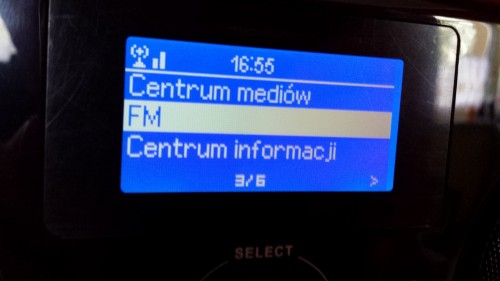 16:55
Centrum mediów
FM
Centrum informacji
3/6 >
SELECT